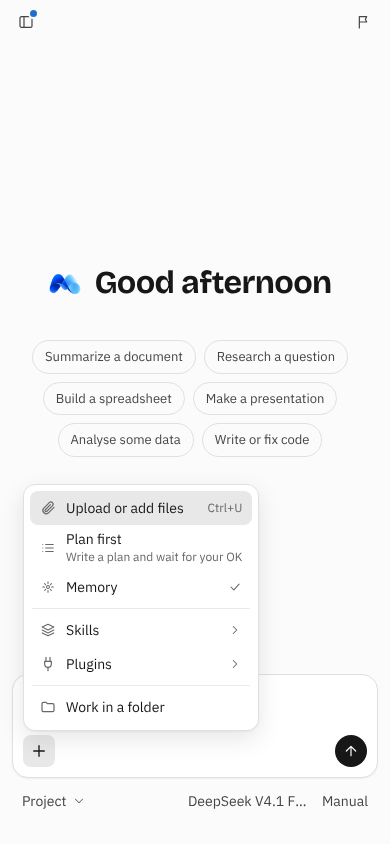 Good afternoon
Summarize a document
Research a question
Build a spreadsheet
Make a presentation
Analyse some data
Write or fix code
Upload or add files Ctrl+U
Plan first
Write a plan and wait for your OK
Memory
Skills
Plugins
Work in a folder
Project DeepSeek V4.1 F... Manual